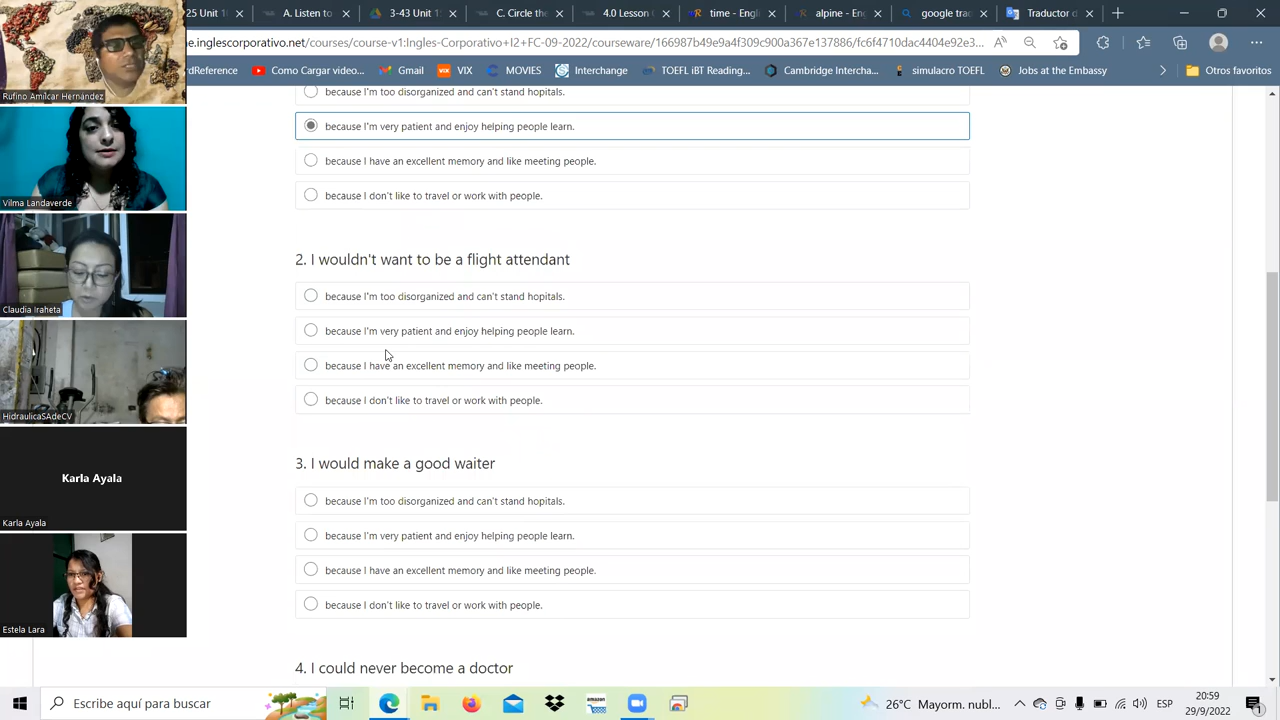 25 Unit 1
A. Listen to
3-43 Unit 1
C. Circle the
4.0 Lesson
time - Engl
alpine - For
Google tra
Traductor d
e.inglescorporativo.net/courses/course-v1:Ingles-Corporativo+I2+FC-09-2022/courseware/166987b49e9a4f309c900a367e137886/fc6f4710dac4404e92e3...
rdReference
Como Cargar video...
Gmail
VIX
MOVIES
Interchange
TOEFL iBT Reading...
Cambridge Intercha...
simulacro TOEFL
Jobs at the Embassy
Otros favoritos
because I'm too disorganized and can't stand hopitals.
because I'm very patient and enjoy helping people learn.
because I have an excellent memory and like meeting people.
because I don't like to travel or work with people.
2. I wouldn't want to be a flight attendant
because I'm too disorganized and can't stand hopitals.
because I'm very patient and enjoy helping people learn.
because I have an excellent memory and like meeting people.
because I don't like to travel or work with people.
3. I would make a good waiter
because I'm too disorganized and can't stand hopitals.
because I'm very patient and enjoy helping people learn.
because I have an excellent memory and like meeting people.
because I don't like to travel or work with people.
4. I could never become a doctor
Rufino Amilcar Hernandez
Vilma Landaverde
Claudia Iraheta
HidraulicaSAdeCV
Karla Ayala
Karla Ayala
Estela Lara
Escribe aquí para buscar
amazon
26°C Mayorm. nubl...
ESP
20:59
29/9/2022
1